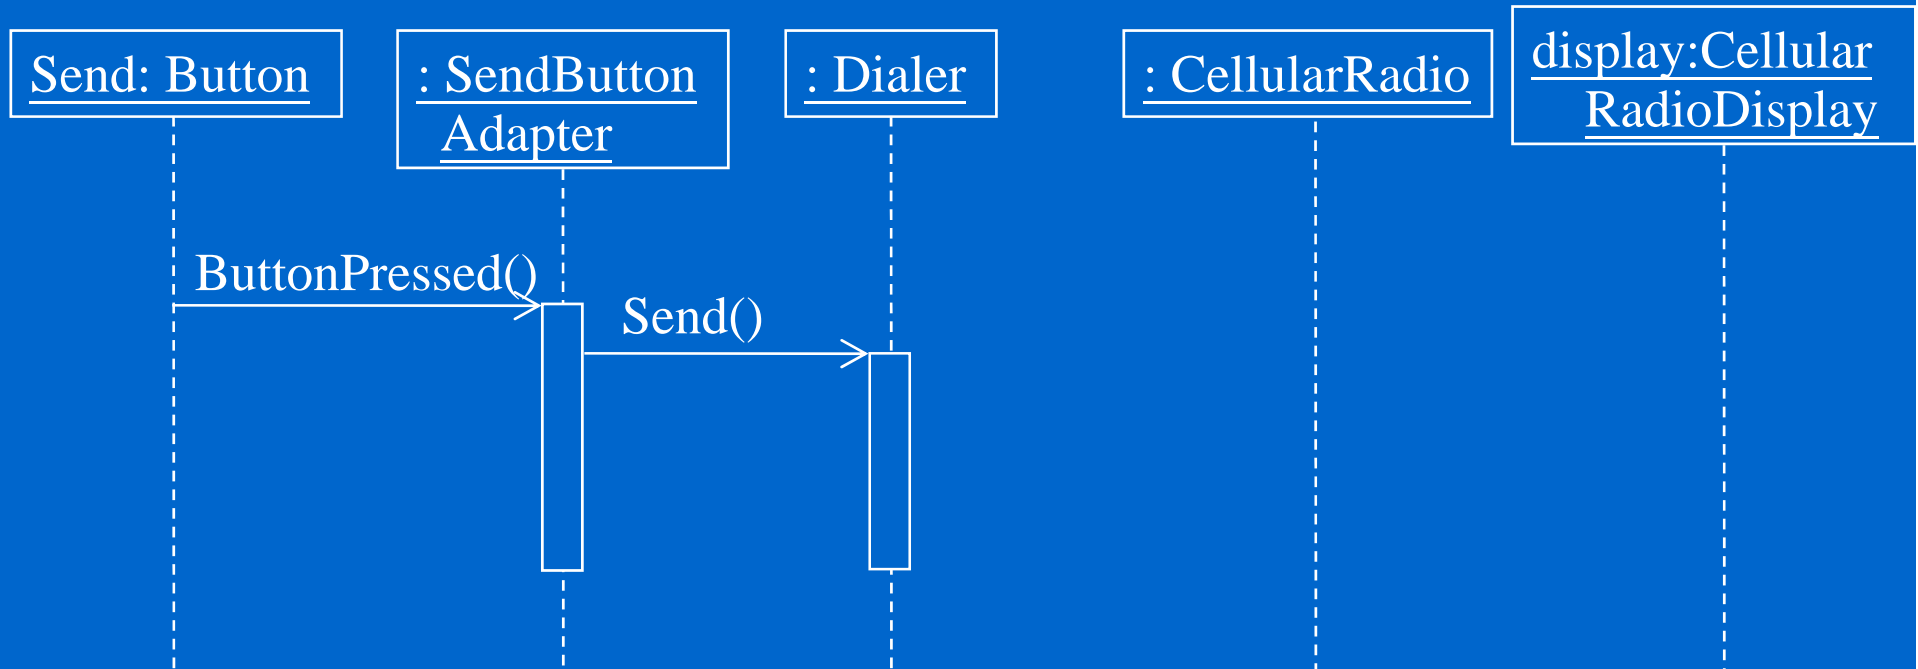 Send: Button
: SendButton
Adapter
: Dialer
: CellularRadio
display:Cellular
RadioDisplay
ButtonPressed()
Send()